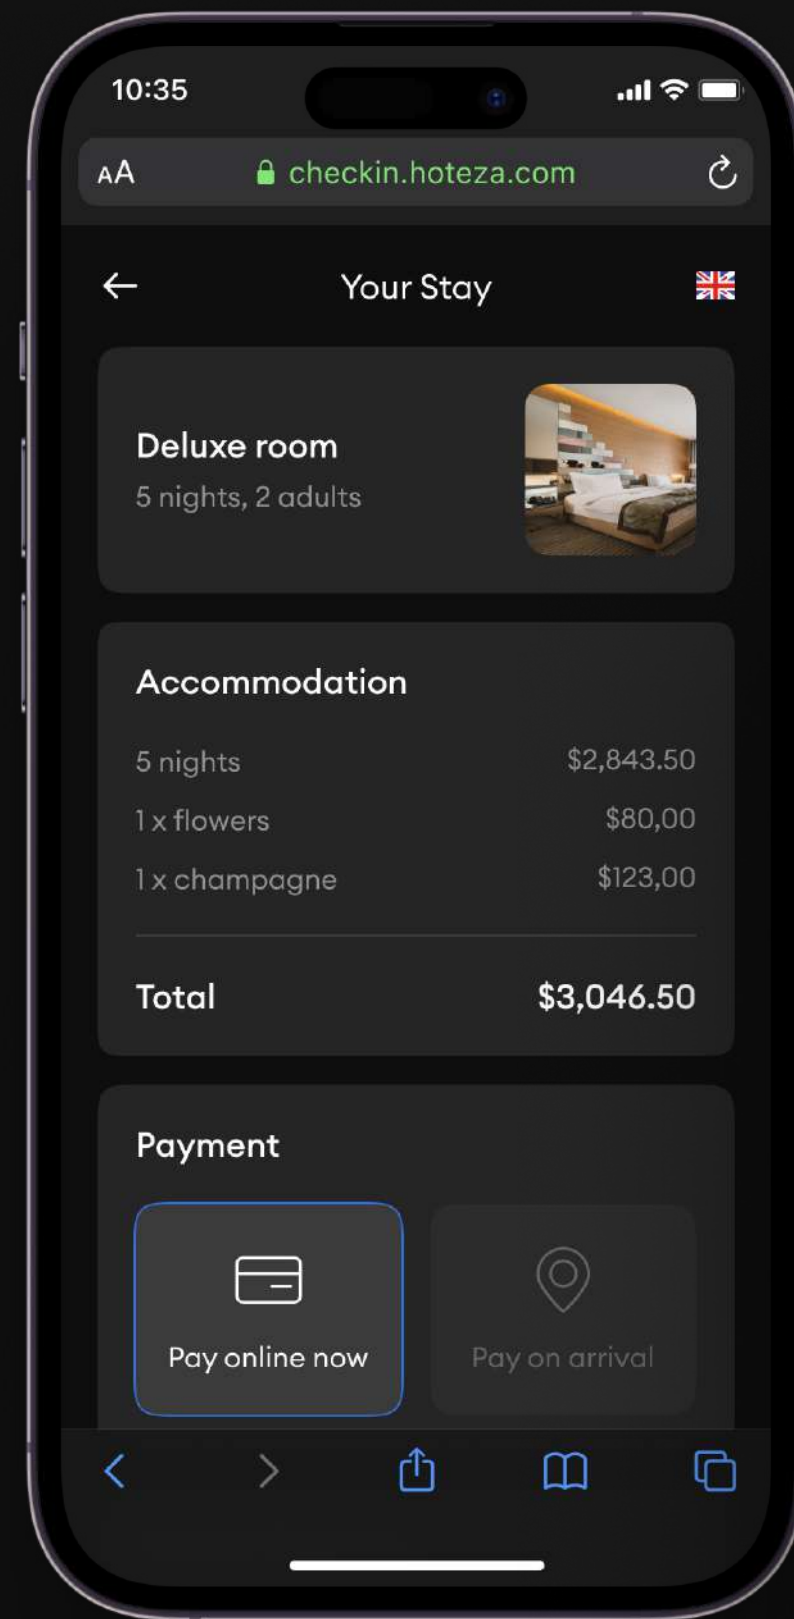 10:35
AA checkin.hoteza.com
Your Stay
Deluxe room
5 nights, 2 adults
Accommodation
5 nights $2,843.50
1 x flowers $80,00
1 x champagne $123,00
Total $3,046.50
Payment
Pay online now Pay on arrival